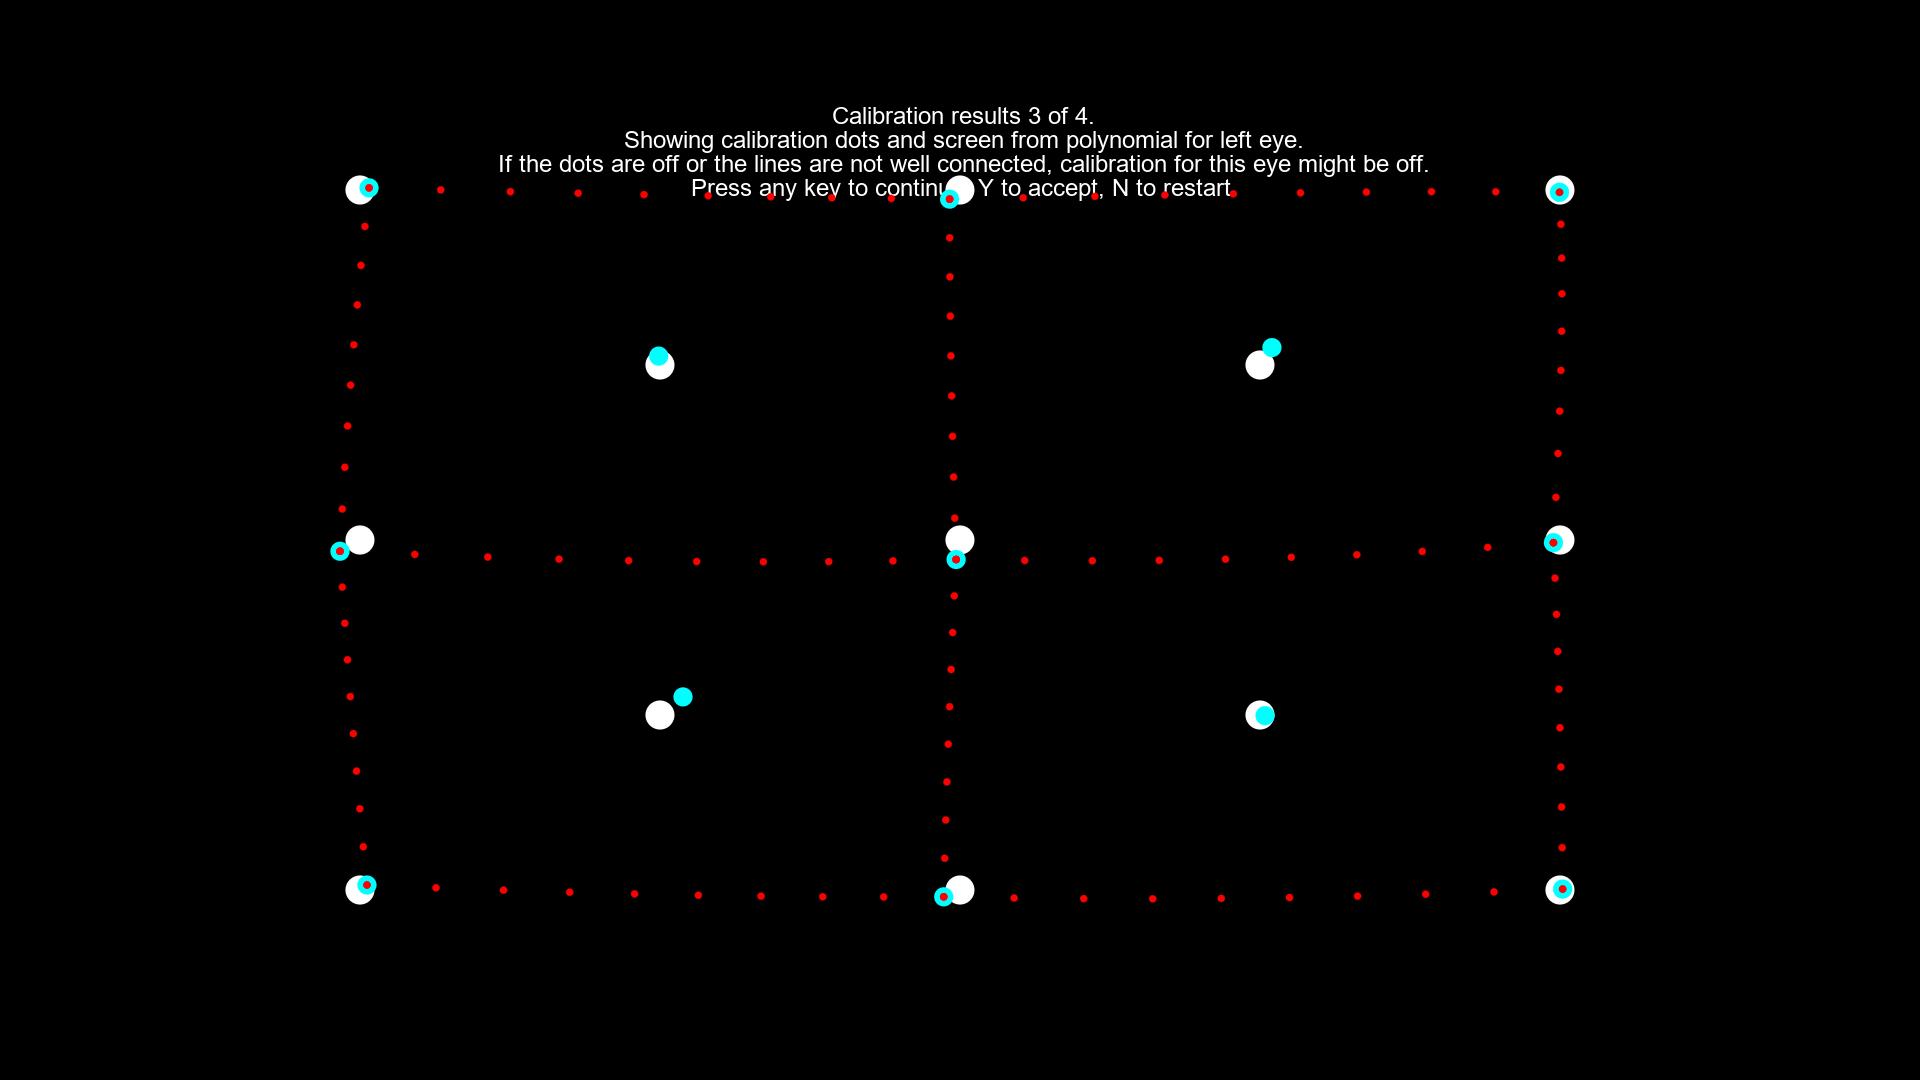 Calibration results 3 of 4.
Showing calibration dots and screen from polynomial for left eye.
If the dots are off or the lines are not well connected, calibration for this eye might be off.
Press any key to continue, Y to accept, N to restart.